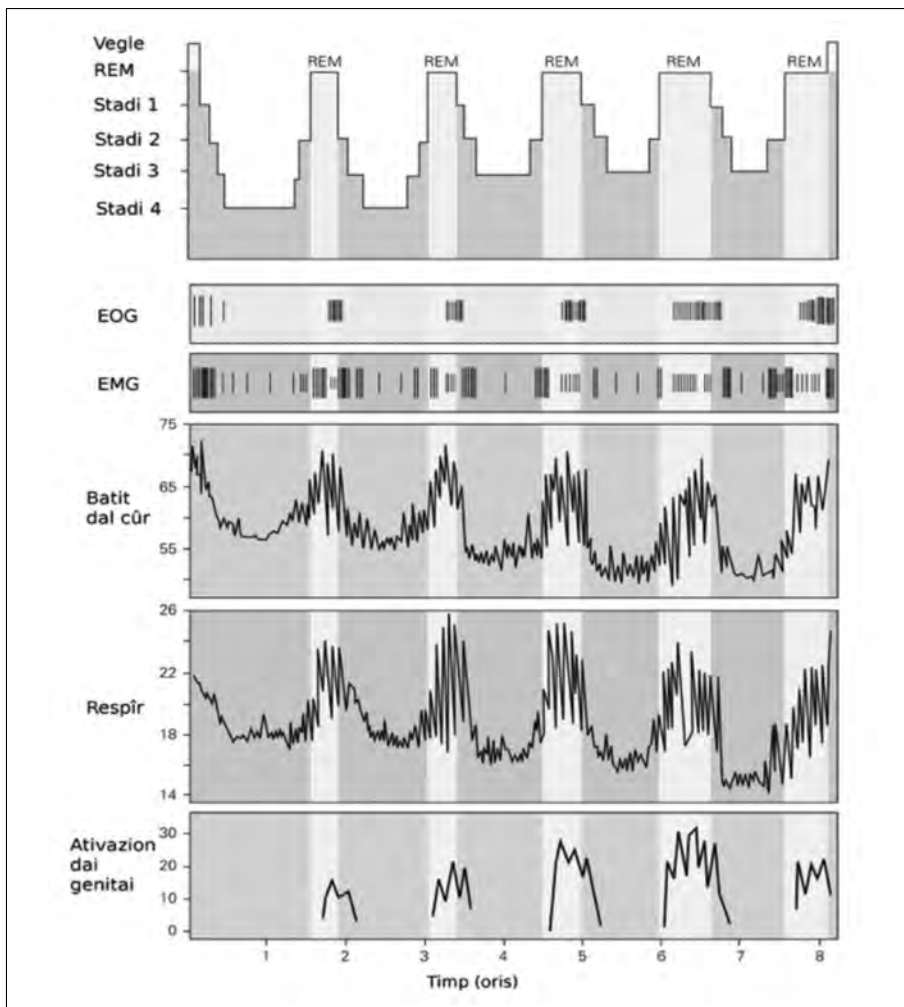 Vegle
REM
Stadi 1
Stadi 2
Stadi 3
Stadi 4
REM REM REM REM REM
EOG
EMG
75
65
55
Batit
dal cûr
26
22
18
14
Respîr
30
20
10
0
Ativazion
dai
genitai
1 2 3 4 5 6 7 8
Timp (oris)